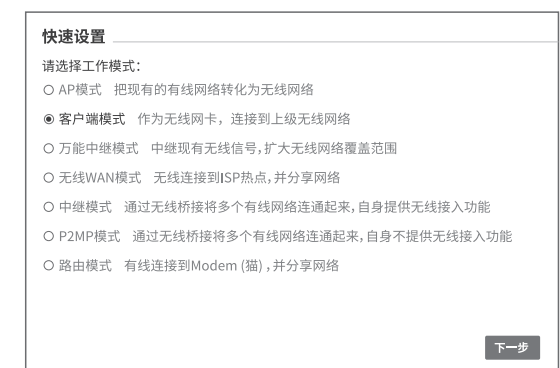 快速设置
请选择工作模式：
AP模式 把现有的有线网络转化为无线网络
客户端模式 作为无线网卡，连接到上级无线网络
万能中继模式 中继现有无线信号，扩大无线网络覆盖范围
无线WAN模式 无线连接到ISP热点，并分享网络
中继模式 通过无线桥接将多个有线网络连通起来，自身提供无线接入功能
P2MP模式 通过无线桥接将多个有线网络连通起来，自身不提供无线接入功能
路由模式 有线连接到Modem (猫) ，并分享网络
下一步